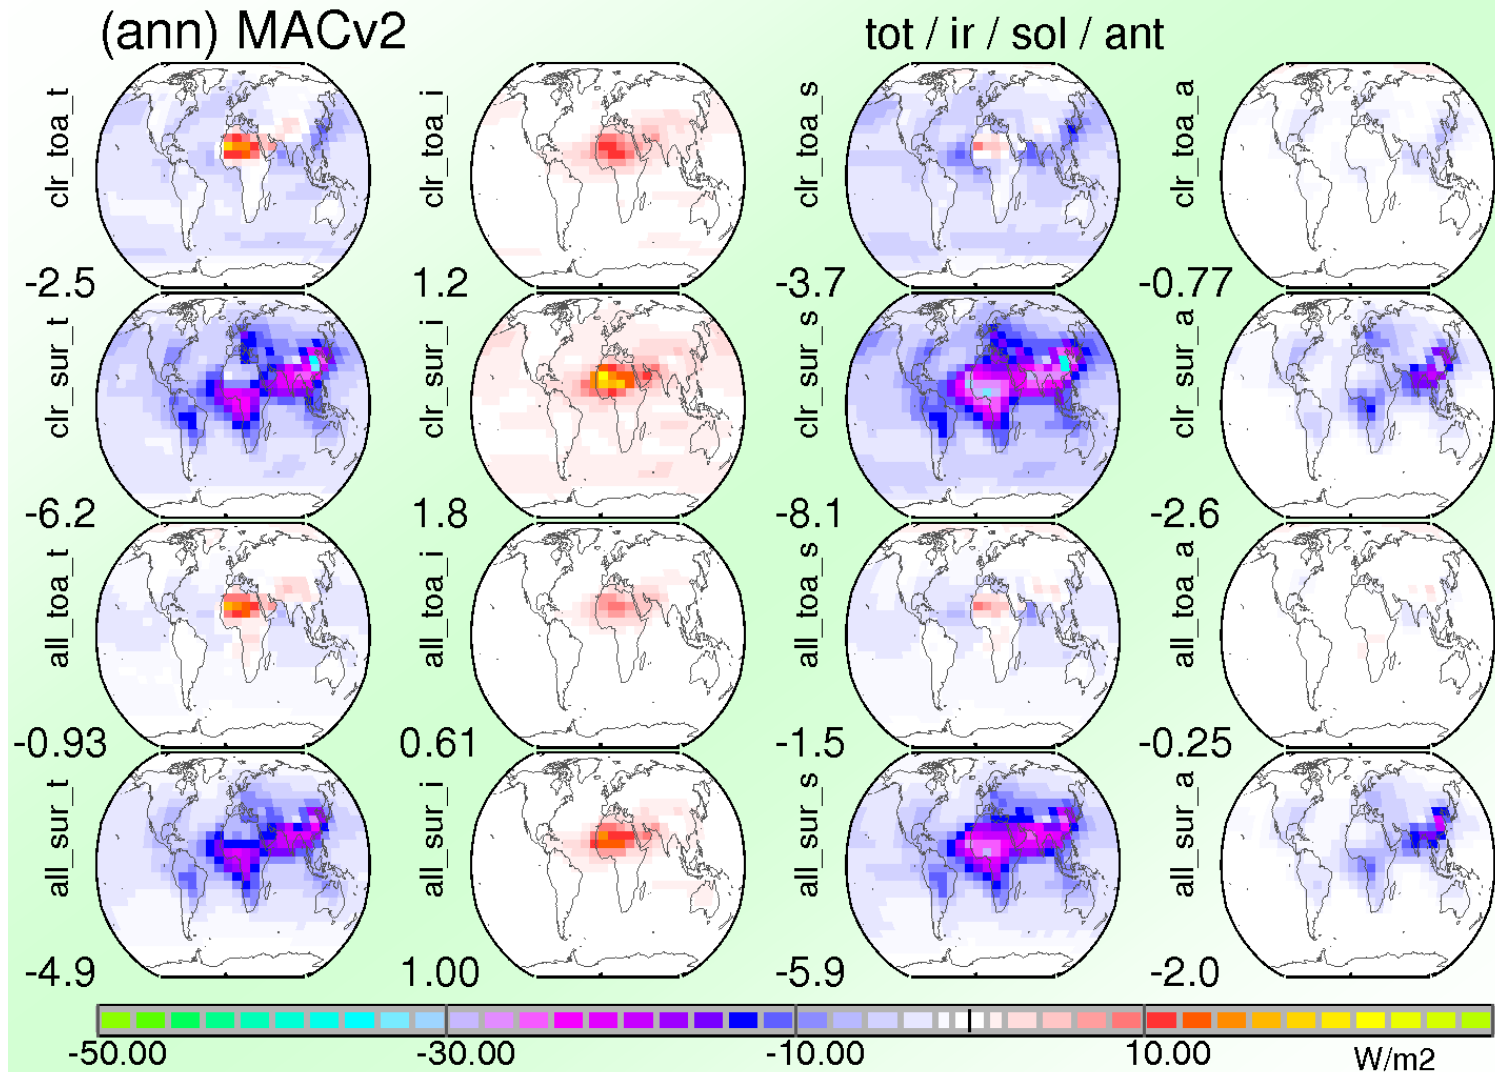 (ann) MACv2 tot / ir / sol / ant
clr_toa_t clr_toa_i clr_toa_s clr_toa_a
-2.5 1.2 -3.7 -0.77
clr_sur_t clr_sur_i clr_sur_s clr_sur_a
-6.2 1.8 -8.1 -2.6
all_toa_t all_toa_i all_toa_s all_toa_a
-0.93 0.61 -1.5 -0.25
all_sur_t all_sur_i all_sur_s all_sur_a
-4.9 1.00 -5.9 -2.0
-50.00 -30.00 -10.00 10.00 W/m2